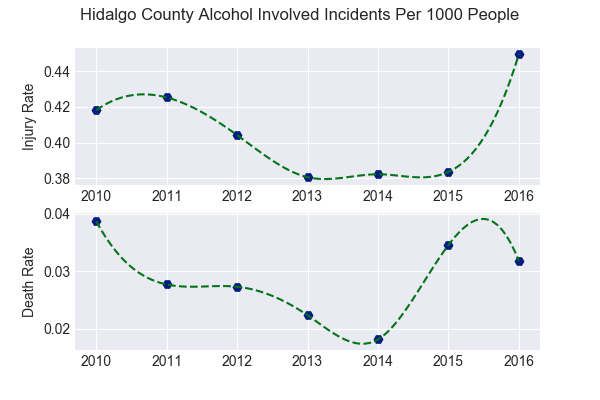 Hidalgo County Alcohol Involved Incidents Per 1000 People
Injury Rate
0.44
0.42
0.40
0.38
2010 2011 2012 2013 2014 2015 2016
Death Rate
0.04
0.03
0.02
2010 2011 2012 2013 2014 2015 2016